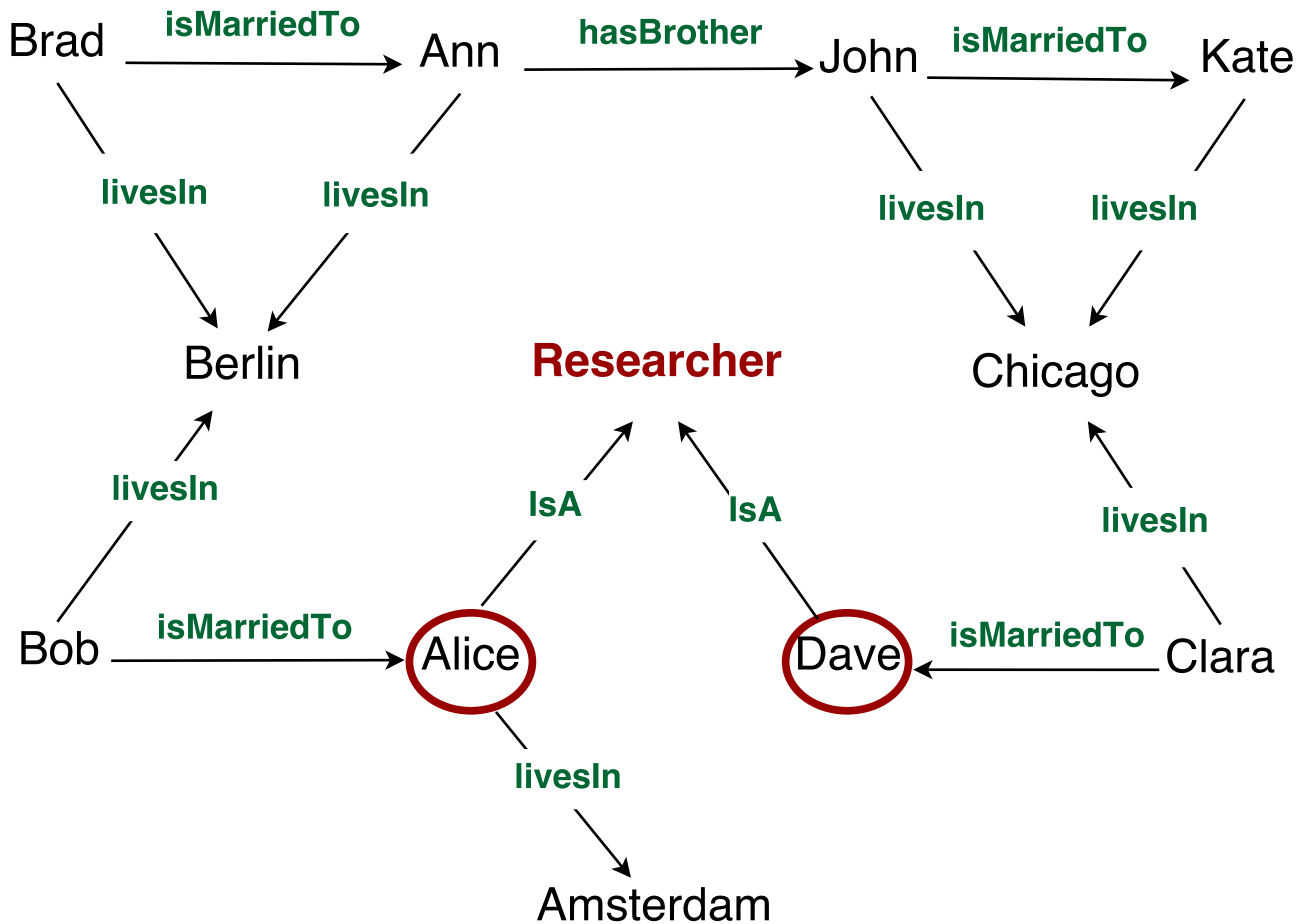 Brad
isMarriedTo
Ann
hasBrother
John
isMarriedTo
Kate
livesIn
livesIn
livesIn
livesIn
Berlin
Researcher
Chicago
livesIn
IsA
IsA
livesIn
Bob
isMarriedTo
Alice
Dave
isMarriedTo
Clara
livesIn
Amsterdam